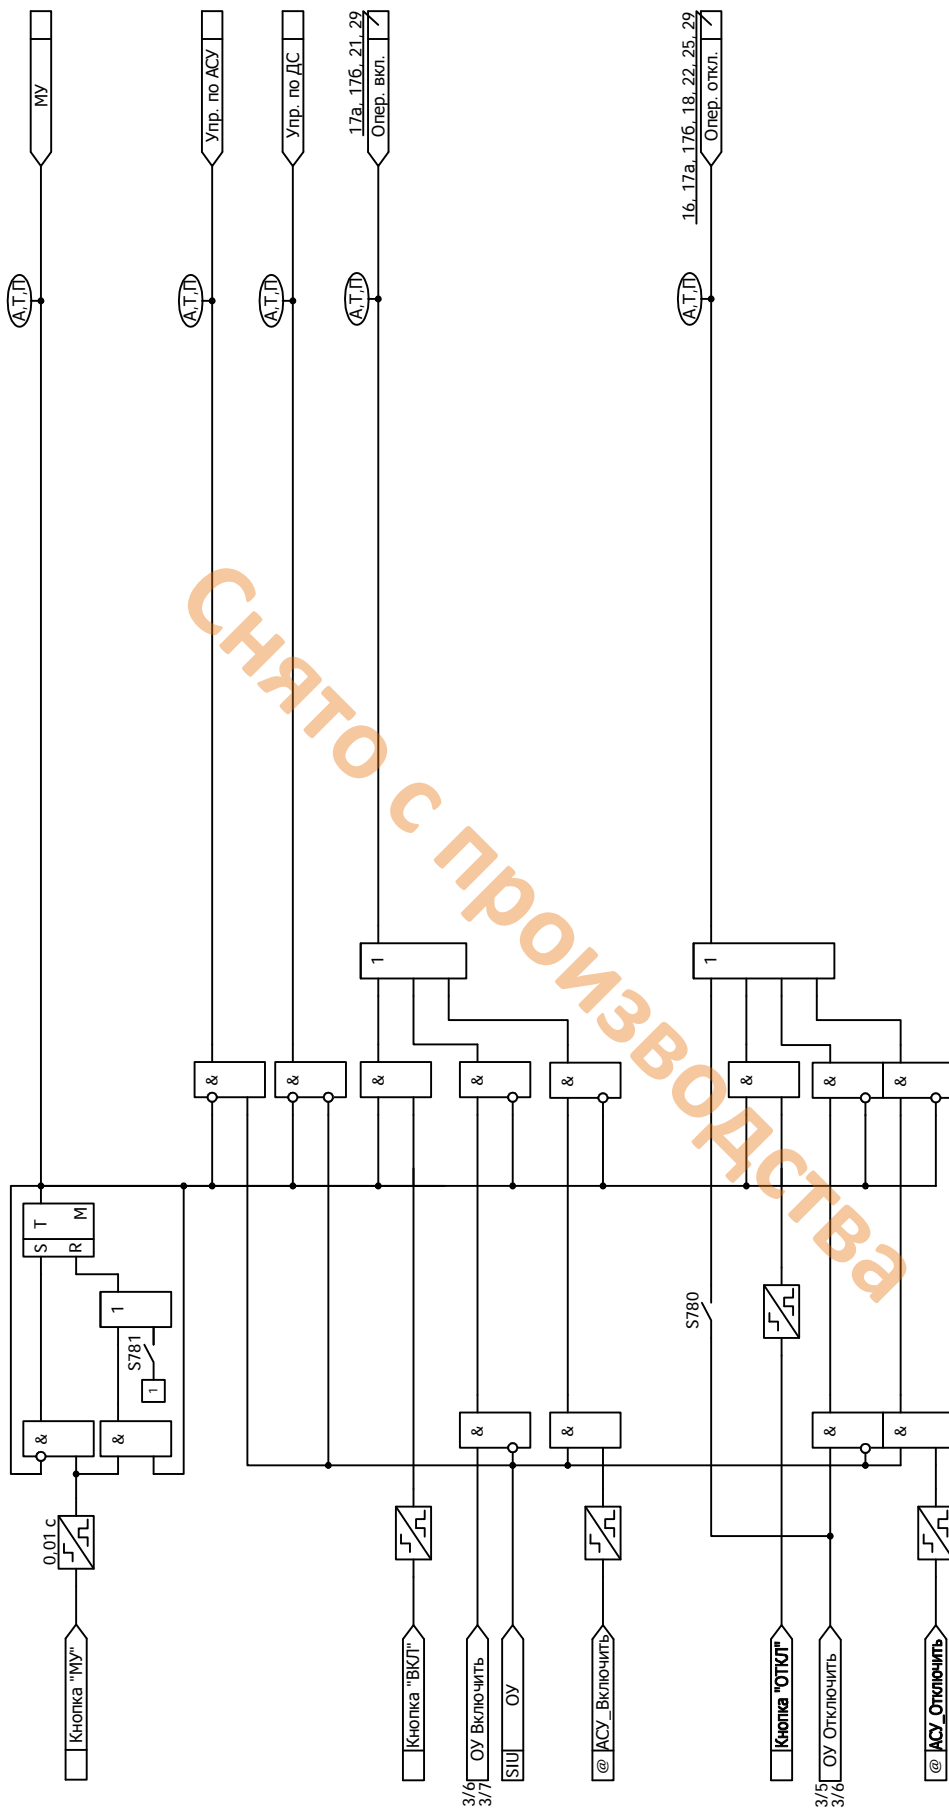 МУ
Упр. по АСУ
Упр. по ДС
17а, 17б, 21, 29
Опер. вкл.
16, 17а, 17б, 18, 22, 25, 29
Опер. откл.
А,Т,П
А,Т,П
А,Т,П
А,Т,П
А,Т,П
Снято с производства
1
1
&
&
&
&
&
&
&
&
S T M
R
1
S781
1
S780
&
&
&
&
&
&
0,01 с
Кнопка "МУ"
Кнопка "ВКЛ"
3/6
3/7
ОУ Включить
SIU ОУ
@ АСУ_Включить
Кнопка "ОТКЛ"
3/5
3/6
ОУ Отключить
@ АСУ_Отключить